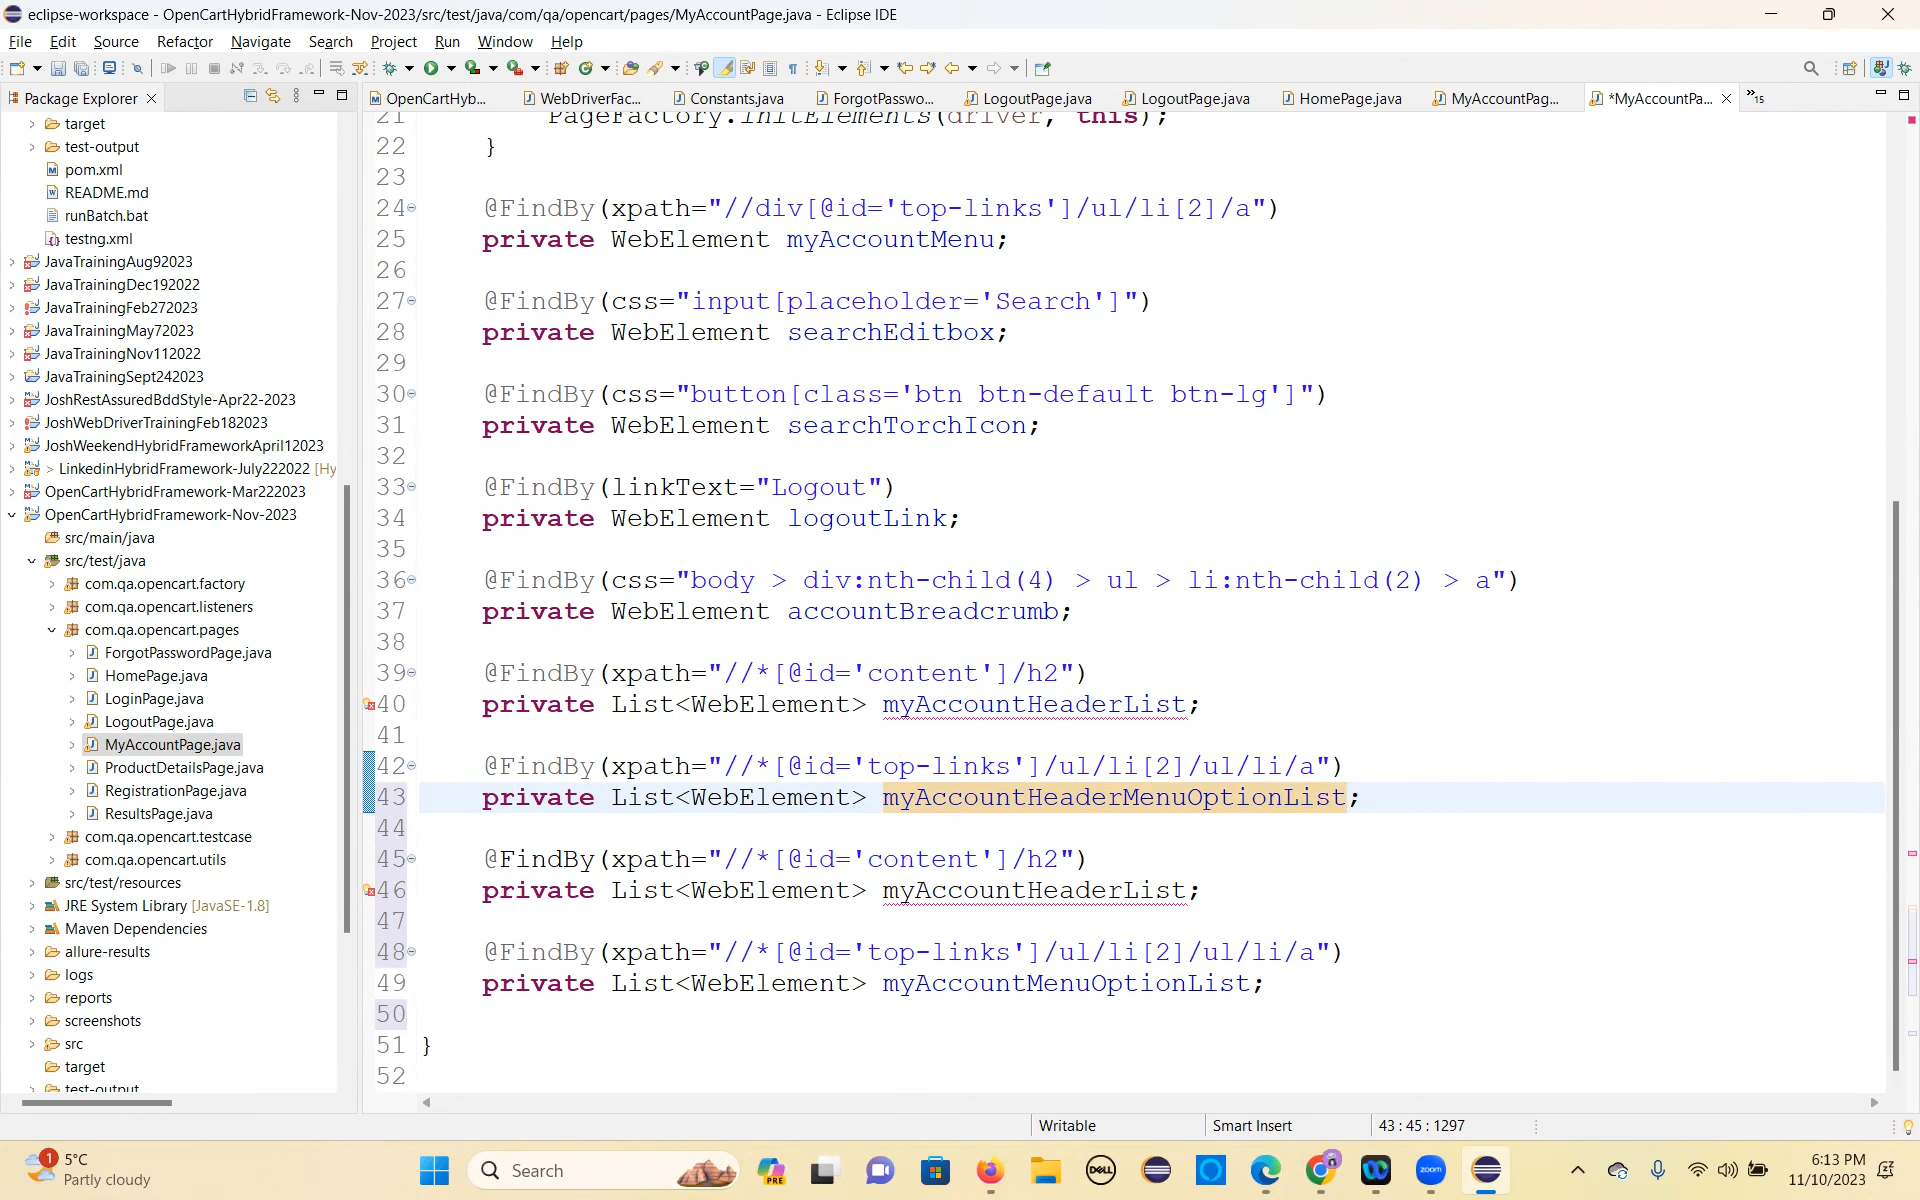 eclipse-workspace - OpenCartHybridFramework-Nov-2023/src/test/java/com/qa/opencart/pages/MyAccountPage.java - Eclipse IDE
File Edit Source Refactor Navigate Search Project Run Window Help
Package Explorer
OpenCartHyb...
WebDriverFac...
Constants.java
ForgotPasswo...
LogoutPage.java
LogoutPage.java
HomePage.java
MyAccountPag...
*MyAccountPa...
»15
target
test-output
pom.xml
README.md
runBatch.bat
testng.xml
JavaTrainingAug92023
JavaTrainingDec192022
JavaTrainingFeb272023
JavaTrainingMay72023
JavaTrainingNov112022
JavaTrainingSept242023
JoshRestAssuredBddStyle-Apr22-2023
JoshWebDriverTrainingFeb182023
JoshWeekendHybridFrameworkApril12023
> LinkedinHybridFramework-July222022 [Hy
OpenCartHybridFramework-Mar222023
OpenCartHybridFramework-Nov-2023
src/main/java
src/test/java
com.qa.opencart.factory
com.qa.opencart.listeners
com.qa.opencart.pages
ForgotPasswordPage.java
HomePage.java
LoginPage.java
LogoutPage.java
MyAccountPage.java
ProductDetailsPage.java
RegistrationPage.java
ResultsPage.java
com.qa.opencart.testcase
com.qa.opencart.utils
src/test/resources
JRE System Library [JavaSE-1.8]
Maven Dependencies
allure-results
logs
reports
screenshots
src
target
test-output
21 PageFactory.initElements(driver, this);
22 }
23
24 @FindBy(xpath="//div[@id='top-links']/ul/li[2]/a")
25 private WebElement myAccountMenu;
26
27 @FindBy(css="input[placeholder='Search']")
28 private WebElement searchEditbox;
29
30 @FindBy(css="button[class='btn btn-default btn-lg']")
31 private WebElement searchTorchIcon;
32
33 @FindBy(linkText="Logout")
34 private WebElement logoutLink;
35
36 @FindBy(css="body > div:nth-child(4) > ul > li:nth-child(2) > a")
37 private WebElement accountBreadcrumb;
38
39 @FindBy(xpath="//*[@id='content']/h2")
40 private List<WebElement> myAccountHeaderList;
41
42 @FindBy(xpath="//*[@id='top-links']/ul/li[2]/ul/li/a")
43 private List<WebElement> myAccountHeaderMenuOptionList;
44
45 @FindBy(xpath="//*[@id='content']/h2")
46 private List<WebElement> myAccountHeaderList;
47
48 @FindBy(xpath="//*[@id='top-links']/ul/li[2]/ul/li/a")
49 private List<WebElement> myAccountMenuOptionList;
50
51 }
52
Writable
Smart Insert
43 : 45 : 1297
1
5°C
Partly cloudy
Search
PRE
DELL
zoom
6:13 PM
11/10/2023